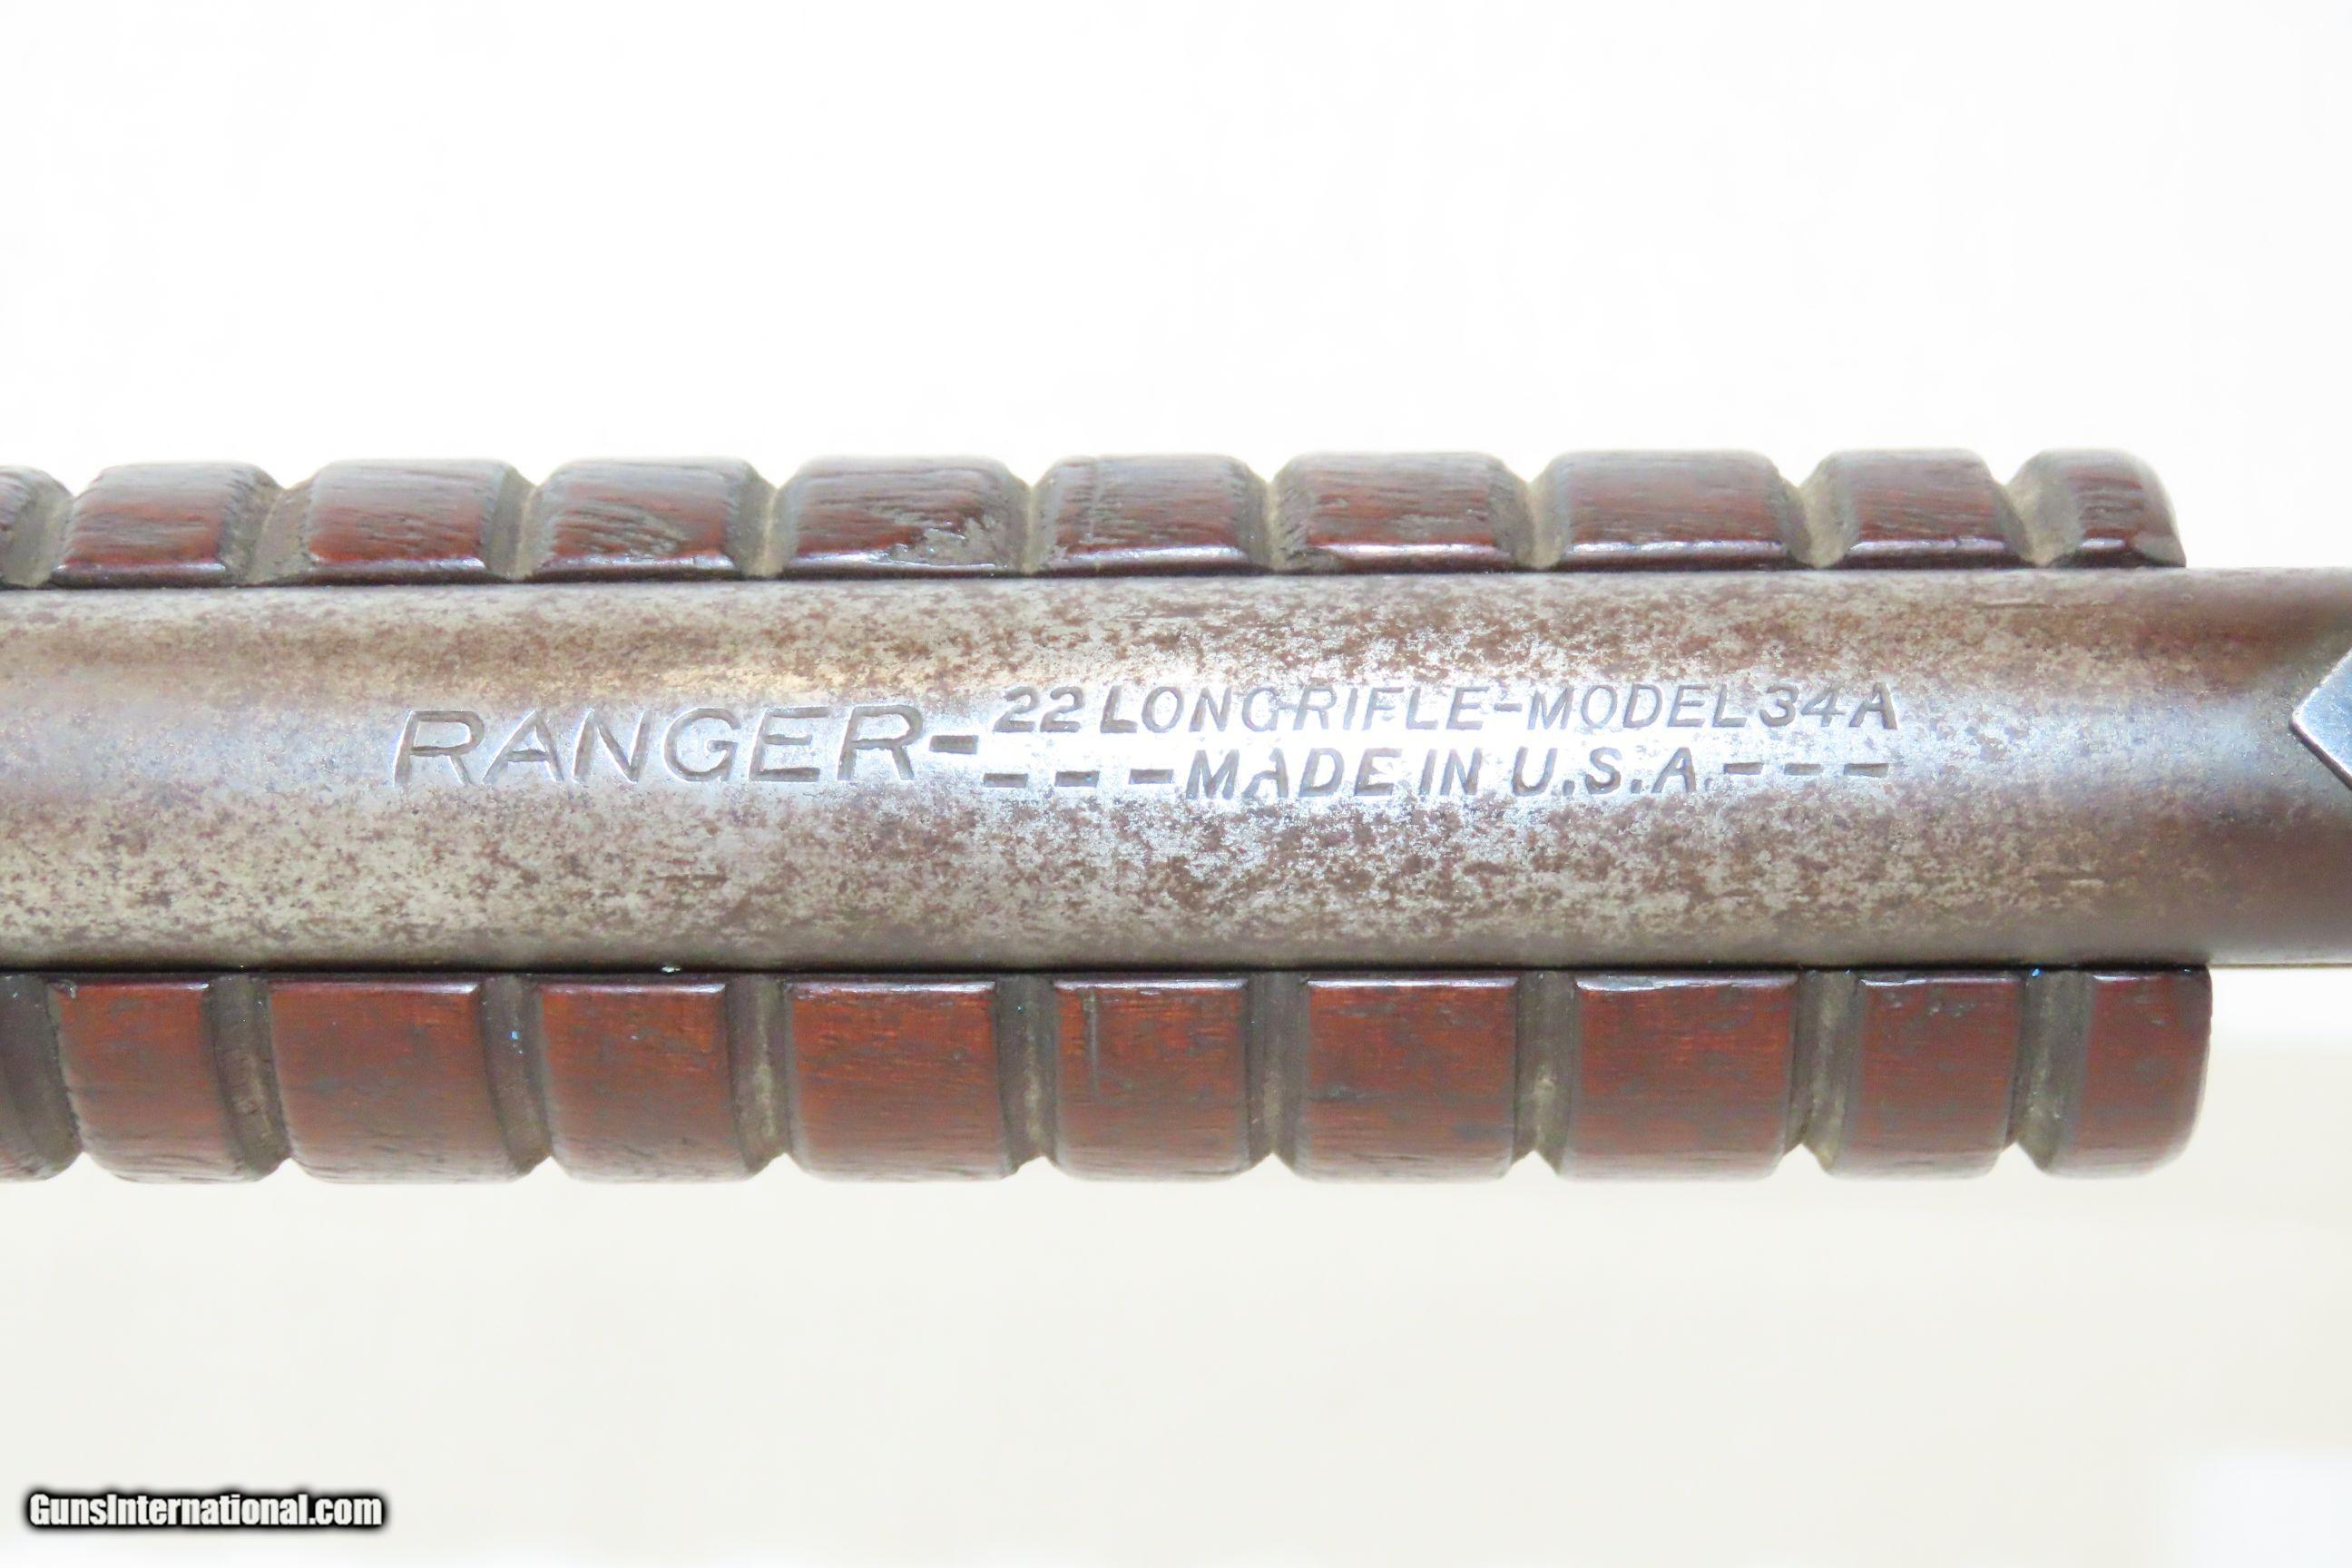 RANGER-22 LONG RIFLE-MODEL 34A
---MADE IN U.S.A.---
GunsInternational.com